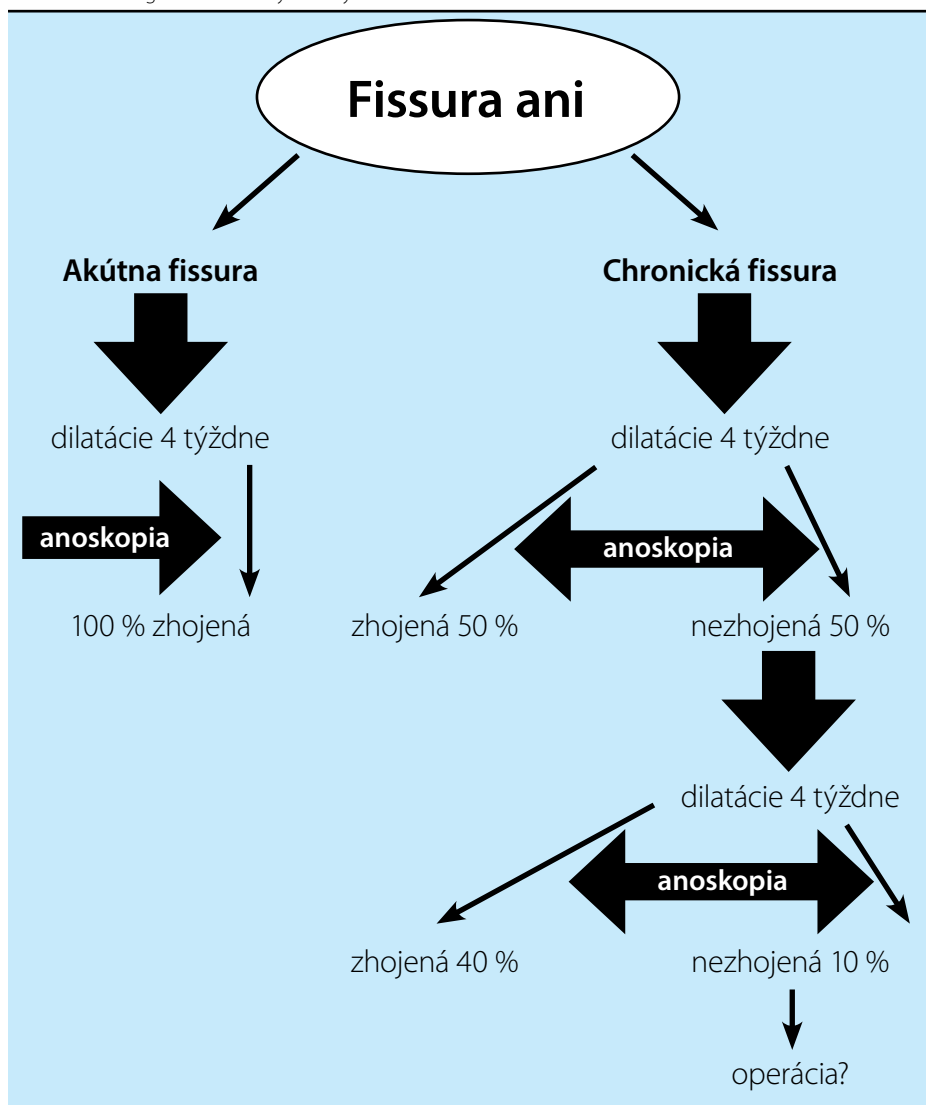 Fissura ani
Akútna fissura
Chronická fissura
dilatácie 4 týždne
dilatácie 4 týždne
anoskopia
anoskopia
100 % zhojená
zhojená 50 %
nezhojená 50 %
dilatácie 4 týždne
anoskopia
zhojená 40 %
nezhojená 10 %
operácia?